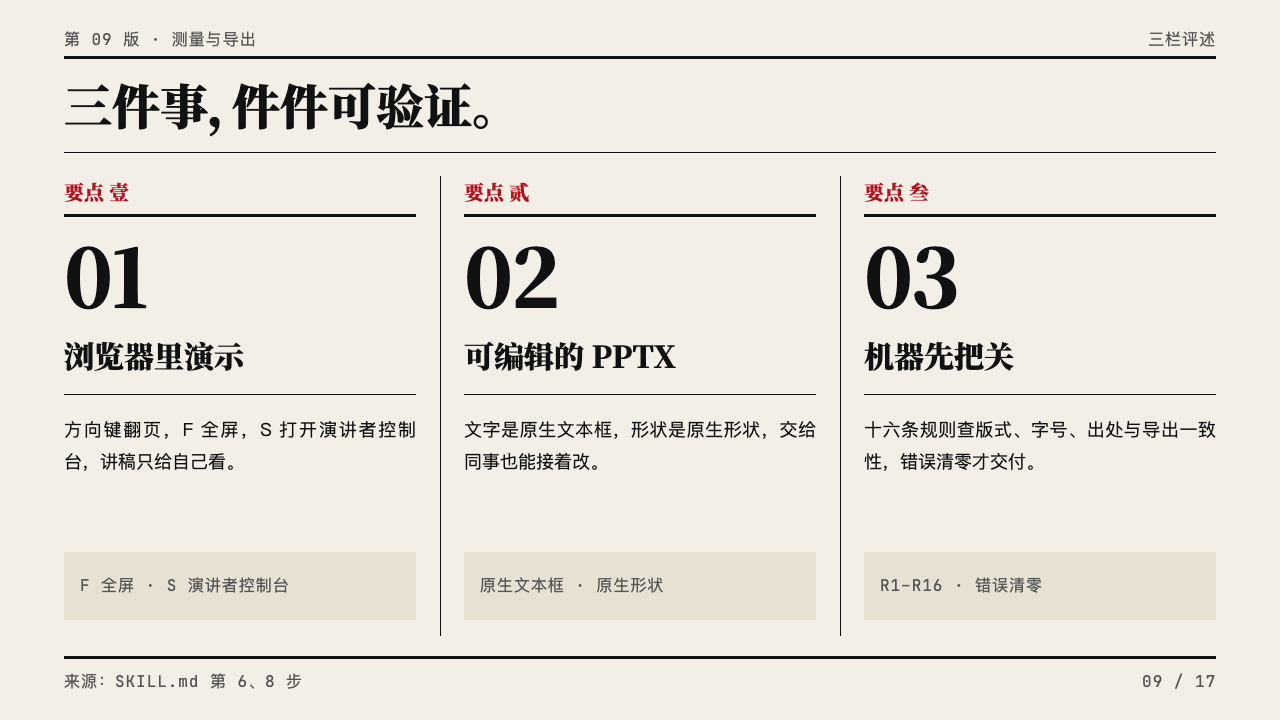 第 09 版 · 测量与导出
三栏评述
三件事，件件可验证。
要点 壹
01
浏览器里演示
方向键翻页，F 全屏，S 打开演讲者控制
台，讲稿只给自己看。
F 全屏 · S 演讲者控制台
要点 贰
02
可编辑的 PPTX
文字是原生文本框，形状是原生形状，交给
同事也能接着改。
原生文本框 · 原生形状
要点 叁
03
机器先把关
十六条规则查版式、字号、出处与导出一致
性，错误清零才交付。
R1–R16 · 错误清零
来源：SKILL.md 第 6、8 步
09 / 17